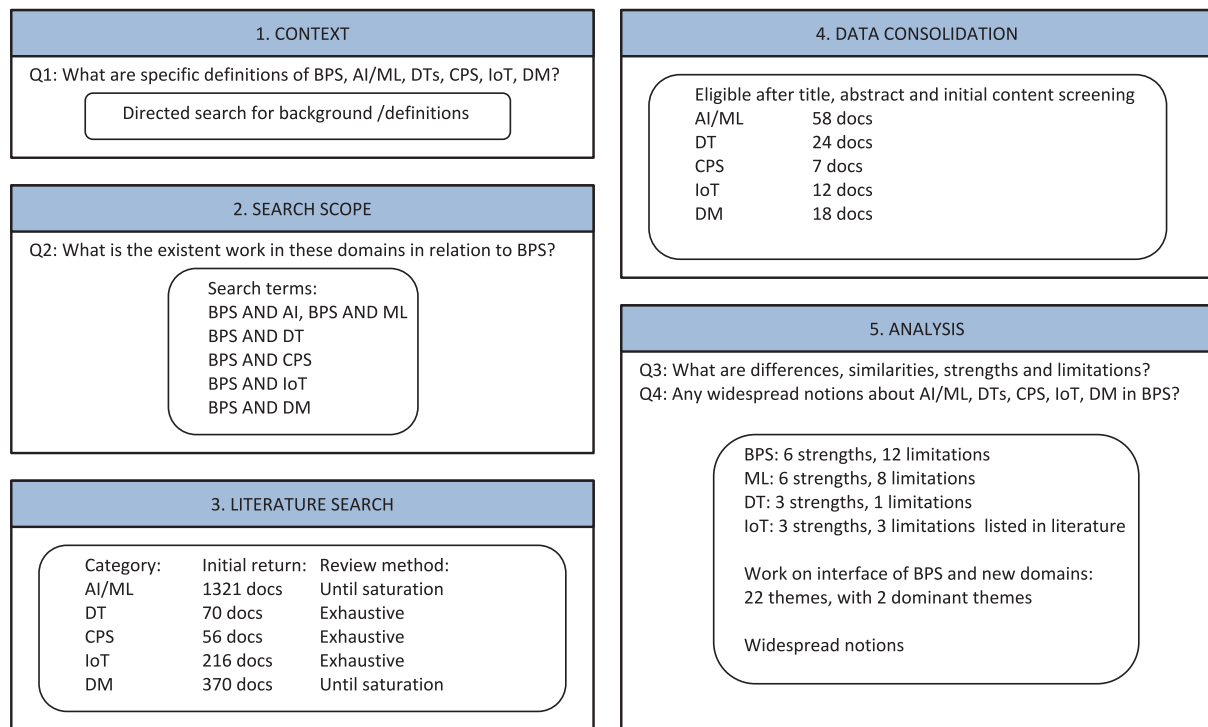 1. CONTEXT
Q1: What are specific definitions of BPS, AI/ML, DTs, CPS, IoT, DM?
Directed search for background /definitions
2. SEARCH SCOPE
Q2: What is the existent work in these domains in relation to BPS?
Search terms:
BPS AND AI, BPS AND ML
BPS AND DT
BPS AND CPS
BPS AND IoT
BPS AND DM
3. LITERATURE SEARCH
Category: Initial return: Review method:
AI/ML 1321 docs Until saturation
DT 70 docs Exhaustive
CPS 56 docs Exhaustive
IoT 216 docs Exhaustive
DM 370 docs Until saturation
4. DATA CONSOLIDATION
Eligible after title, abstract and initial content screening
AI/ML 58 docs
DT 24 docs
CPS 7 docs
IoT 12 docs
DM 18 docs
5. ANALYSIS
Q3: What are differences, similarities, strengths and limitations?
Q4: Any widespread notions about AI/ML, DTs, CPS, IoT, DM in BPS?
BPS: 6 strengths, 12 limitations
ML: 6 strengths, 8 limitations
DT: 3 strengths, 1 limitations
IoT: 3 strengths, 3 limitations listed in literature
Work on interface of BPS and new domains:
22 themes, with 2 dominant themes
Widespread notions